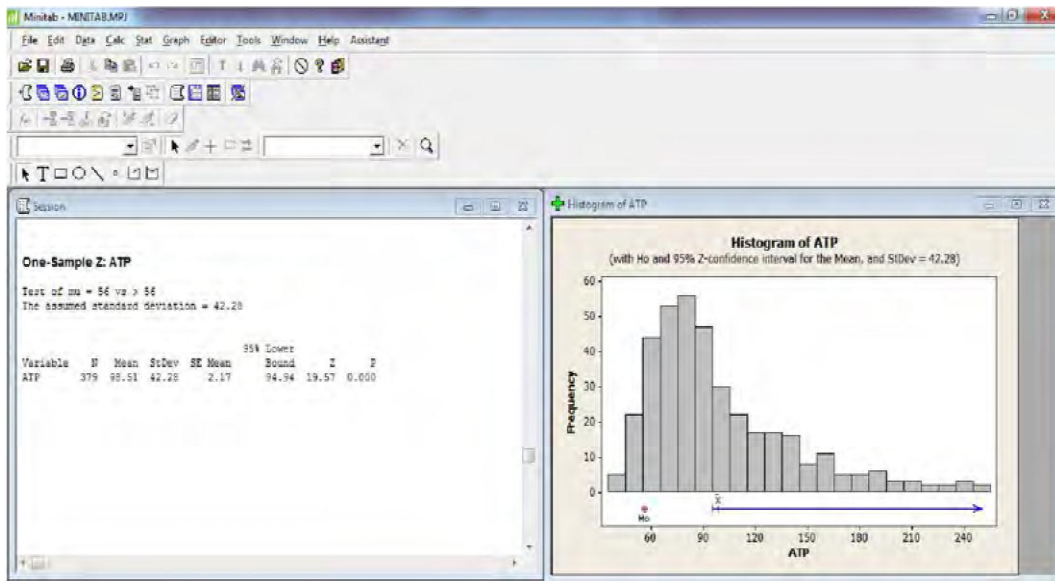 Minitab - MINITAB.MPJ
File Edit Data Calc Stat Graph Editor Tools Window Help Assistant
Session
One-Sample Z: ATP
Test of mu = 56 vs > 56
The assumed standard deviation = 42.28
95% Lower
Variable N Mean StDev SE Mean Bound Z P
ATP 379 98.51 42.28 2.17 94.94 19.57 0.000
Histogram of ATP
Histogram of ATP
(with Ho and 95% Z-confidence interval for the Mean, and StDev = 42.28)
Frequency
60
50
40
30
20
10
0
X
Ho
60 90 120 150 180 210 240
ATP